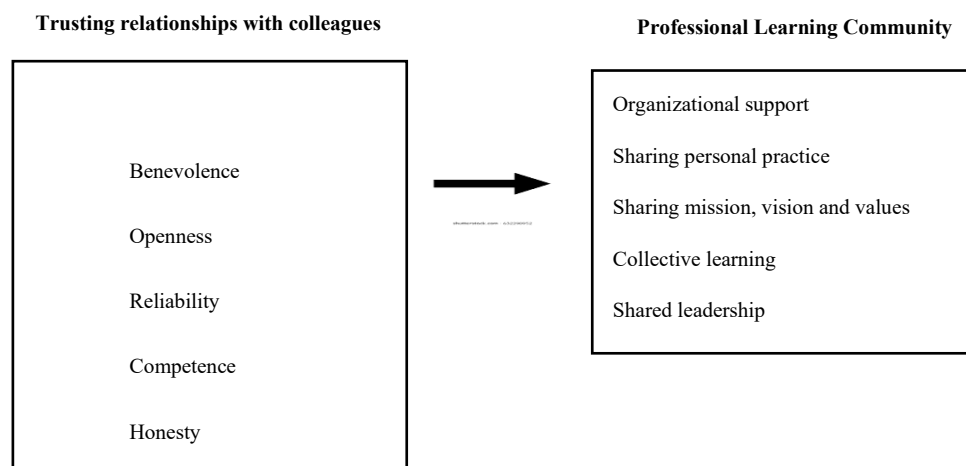 Trusting relationships with colleagues
Professional Learning Community
Benevolence
Openness
Reliability
Competence
Honesty
Organizational support
Sharing personal practice
Sharing mission, vision and values
Collective learning
Shared leadership